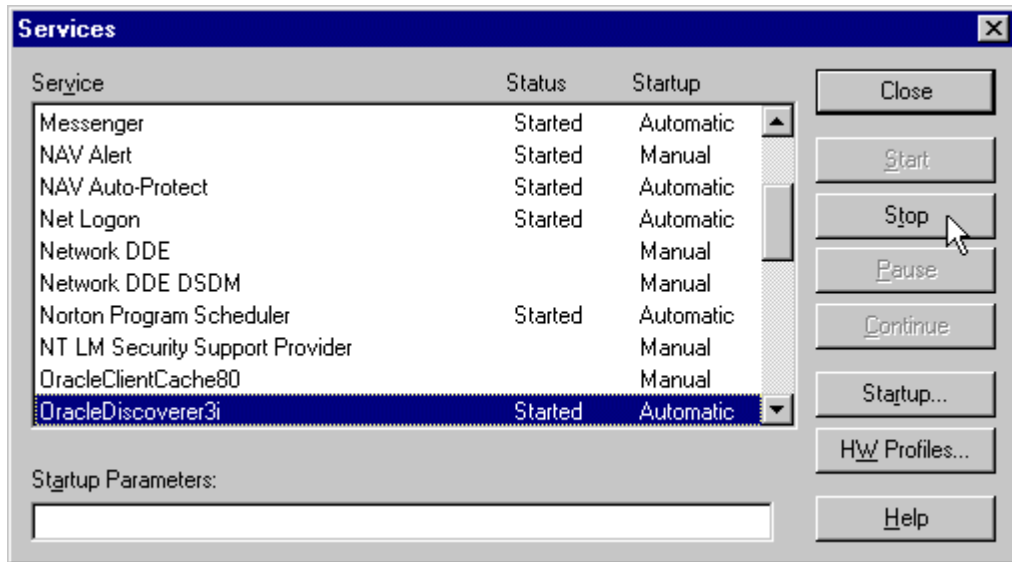 Services
Service Status Startup
Close
Messenger Started Automatic
NAV Alert Started Manual
Start
NAV Auto-Protect Started Automatic
Net Logon Started Automatic
Stop
Network DDE Manual
Network DDE DSDM Manual
Pause
Norton Program Scheduler Started Automatic
Continue
NT LM Security Support Provider Manual
OracleClientCache80 Manual
OracleDiscoverer3i Started Automatic
Startup...
HW Profiles...
Startup Parameters:
Help